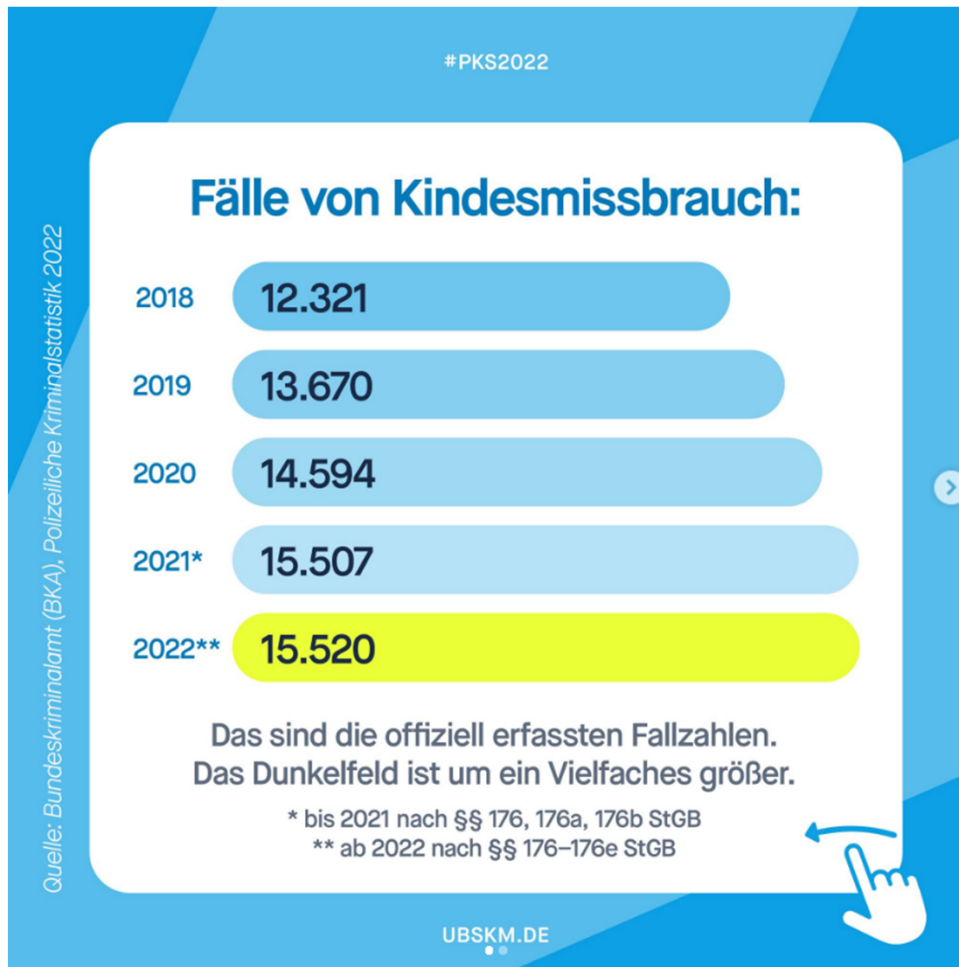 #PKS2022
Fälle von Kindesmissbrauch:
2018 12.321
2019 13.670
2020 14.594
2021* 15.507
2022** 15.520
Das sind die offiziell erfassten Fallzahlen.
Das Dunkelfeld ist um ein Vielfaches größer.
* bis 2021 nach §§ 176, 176a, 176b StGB
** ab 2022 nach §§ 176–176e StGB
Quelle: Bundeskriminalamt (BKA), Polizeiliche Kriminalstatistik 2022
UBSKM.DE